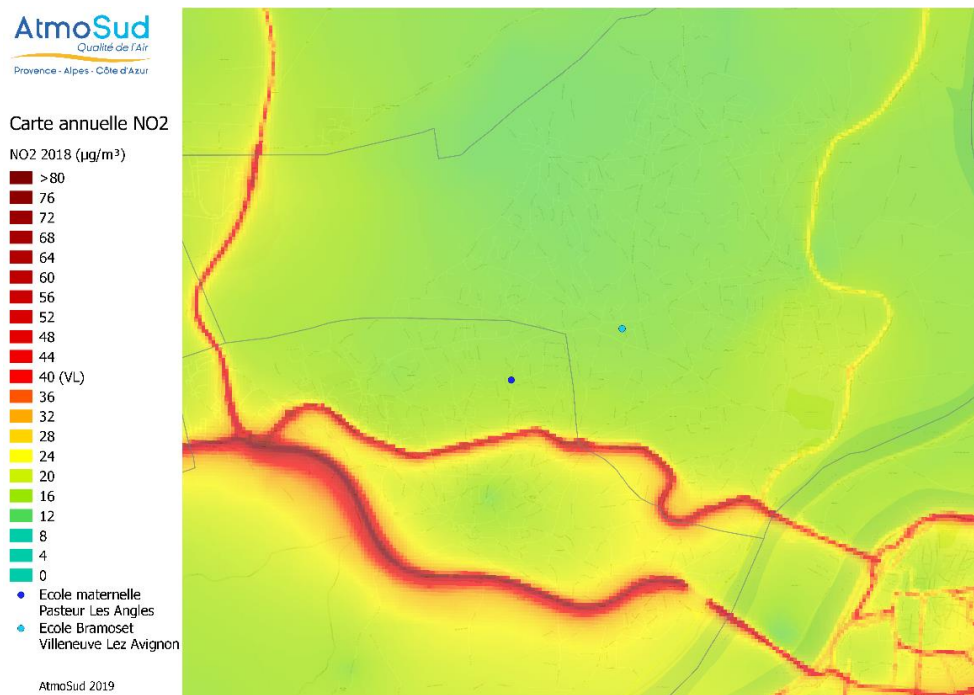 AtmoSud
Qualité de l'Air
Provenance - Alpes - Côte d'Azur
Carte annuelle NO2
NO2 2018 (µg/m³)
>80
76
72
68
64
60
56
52
48
44
40 (VL)
36
32
28
24
20
16
12
8
4
0
Ecole maternelle
Pasteur Les Angles
Ecole Bramoset
Villeneuve Lez Avignon
AtmoSud 2019